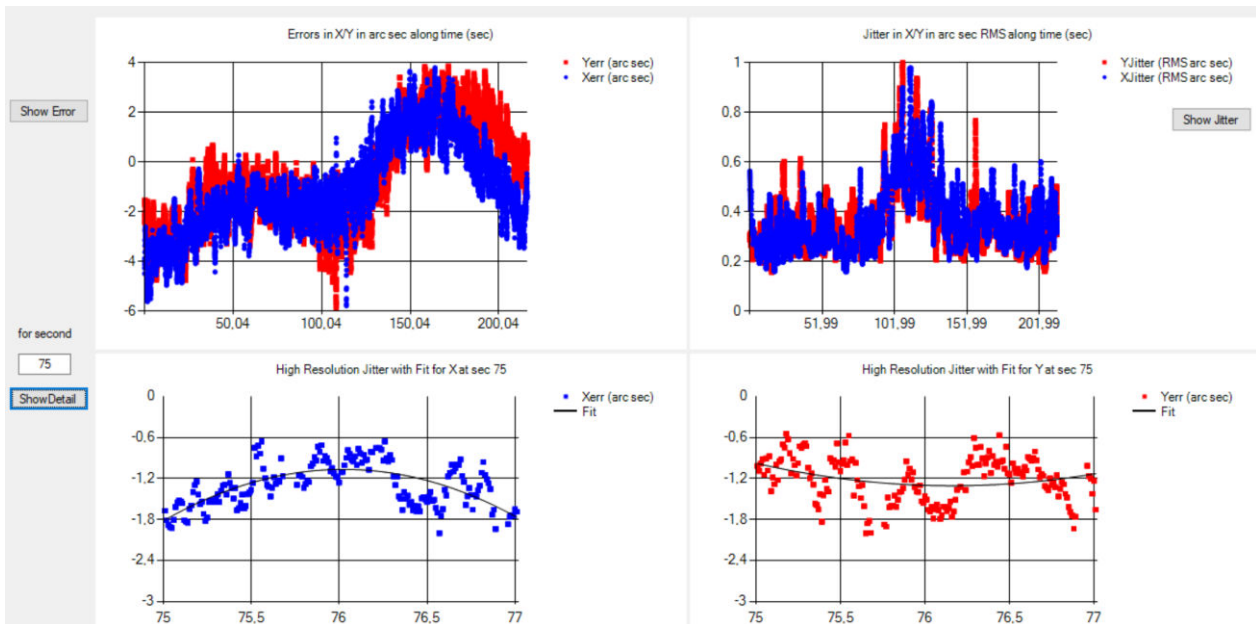 Errors in X/Y in arc sec along time (sec)
Yerr (arc sec)
Xerr (arc sec)
4
2
0
-2
-4
-6
50,04
100,04
150,04
200,04
Jitter in X/Y in arc sec RMS along time (sec)
YJitter (RMS arc sec)
XJitter (RMS arc sec)
1
0.8
0.6
0.4
0.2
0
51,99
101,99
151,99
201,99
Show Error
Show Jitter
for second
75
ShowDetail
High Resolution Jitter with Fit for X at sec 75
Xerr (arc sec)
Fit
0
-0.6
-1.2
-1.8
-2.4
-3
75
75,5
76
76,5
77
High Resolution Jitter with Fit for Y at sec 75
Yerr (arc sec)
Fit
0
-0.6
-1.2
-1.8
-2.4
-3
75
75,5
76
76,5
77